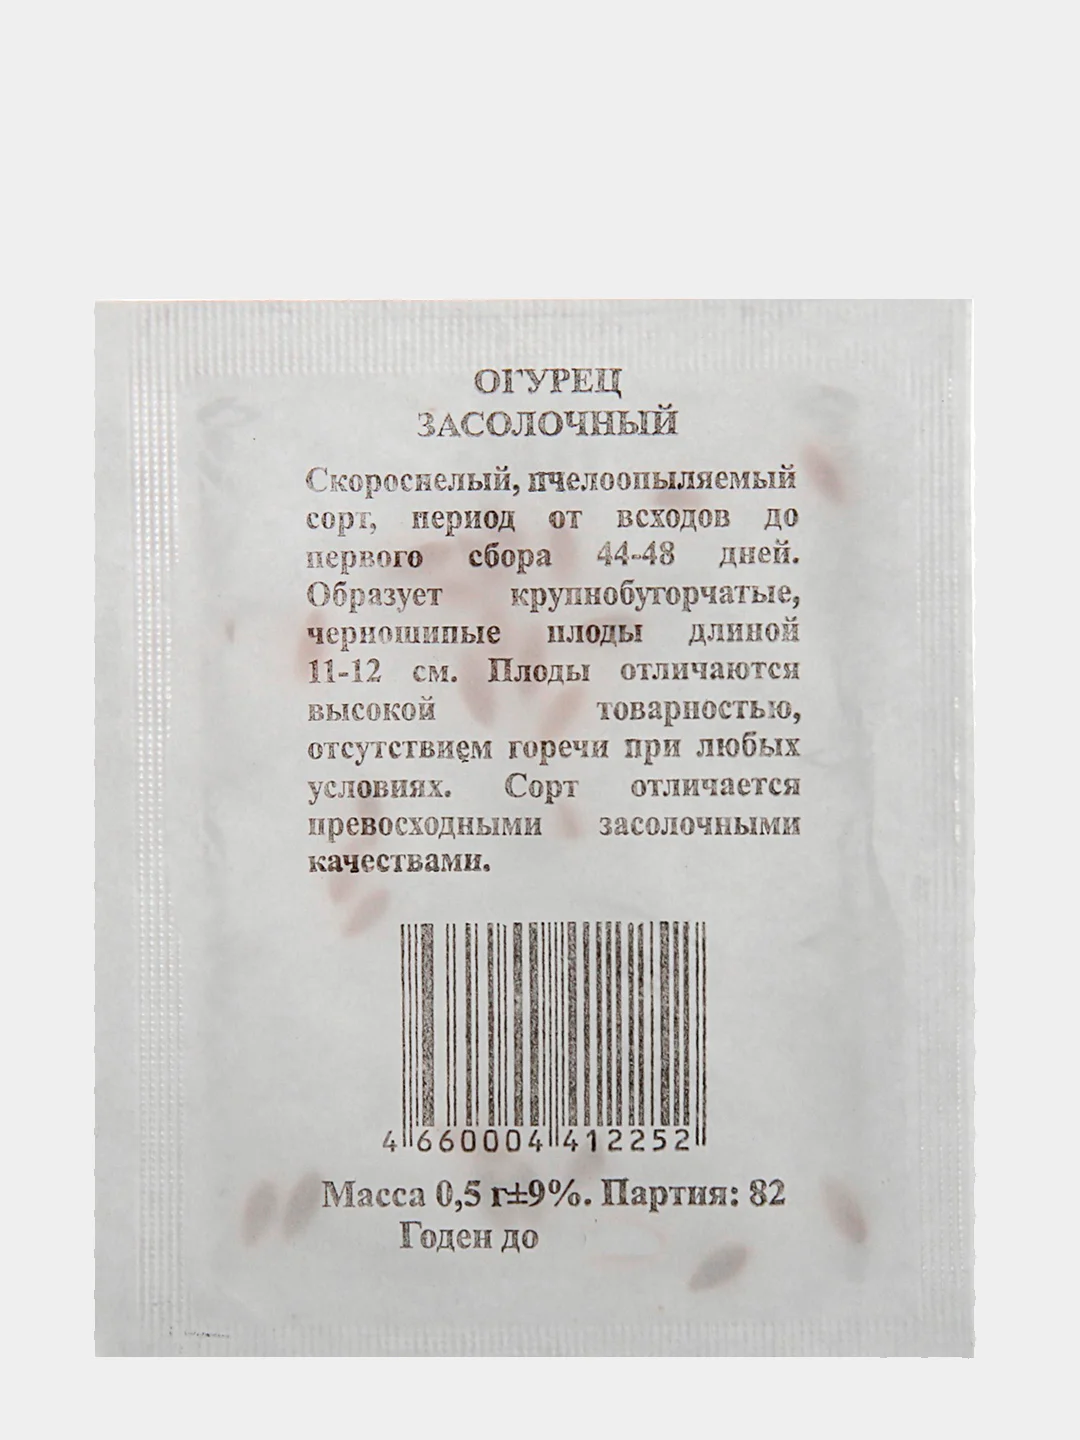 ОГУРЕЦ
ЗАСОЛОЧНЫЙ
Скороспелый, пчелоопыляемый
сорт, период от всходов до
первого сбора 44-48 дней.
Образует крупнобугорчатые,
черношипые плоды длиной
11-12 см. Плоды отличаются
высокой товарностью,
отсутствием горечи при любых
условиях. Сорт отличается
превосходными засолочными
качествами.
4 660004 412252
Масса 0,5 г±9%. Партия: 82
Годен до